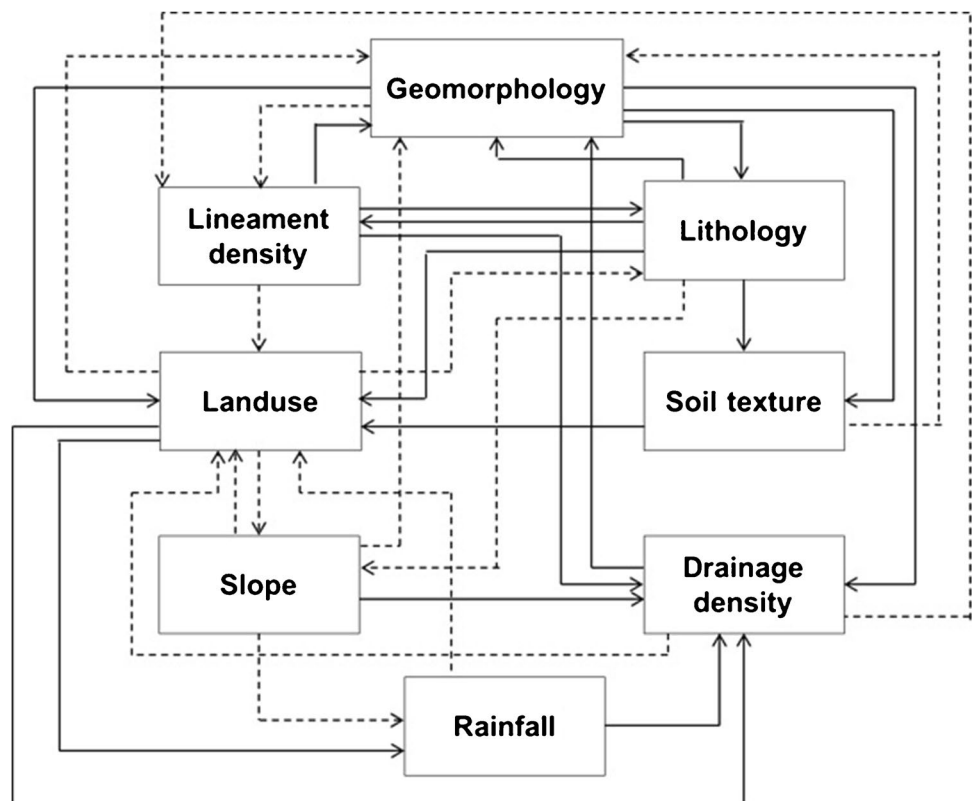 Geomorphology
Lineament
density
Lithology
Landuse
Soil texture
Slope
Drainage
density
Rainfall